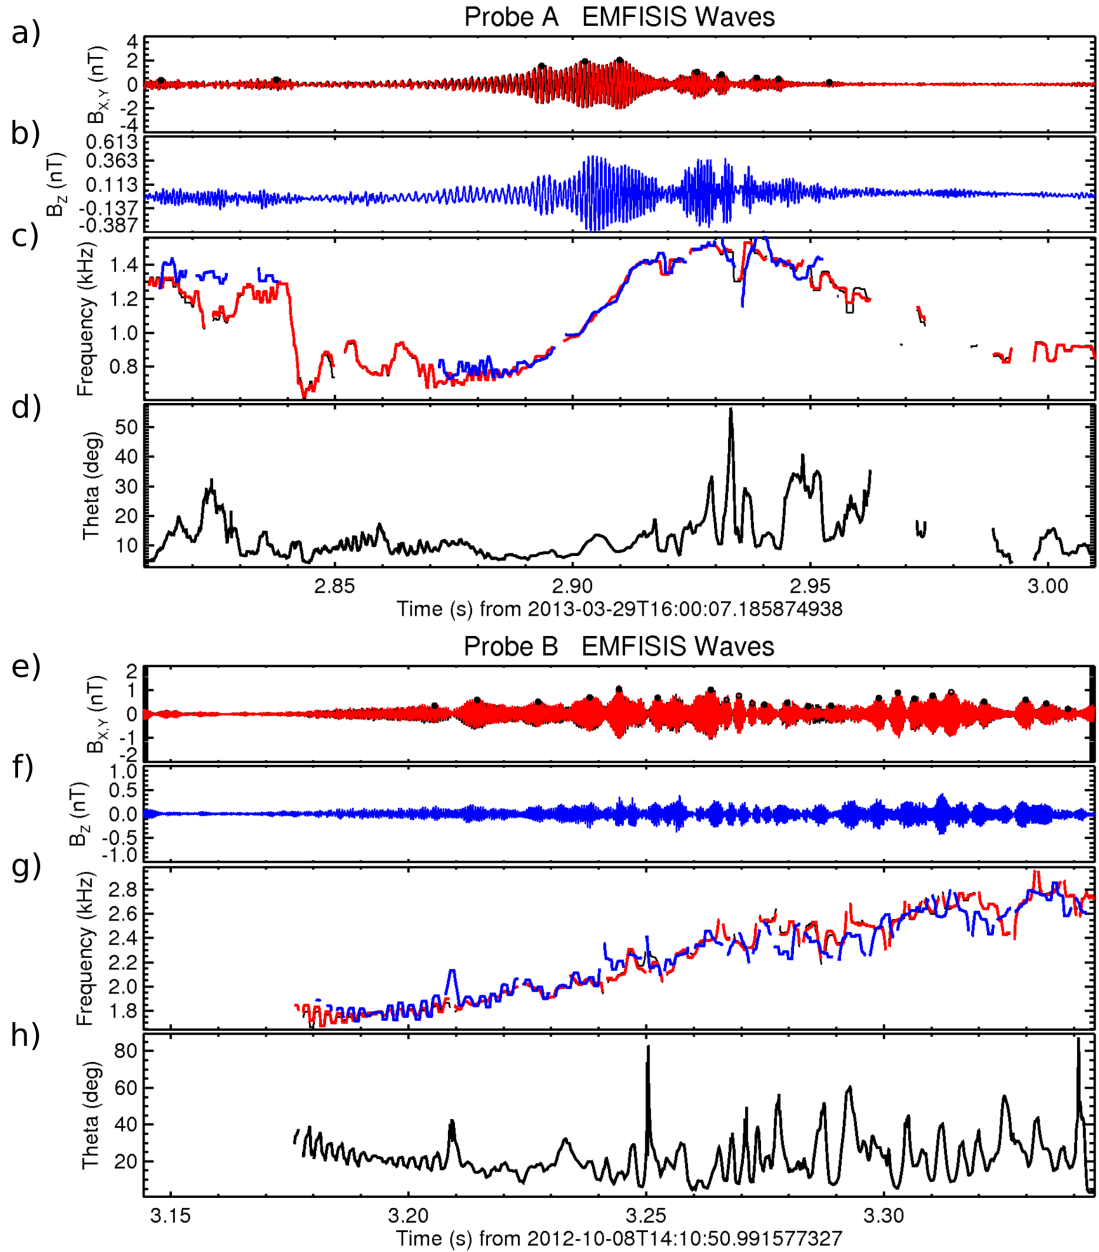 Probe A EMFISIS Waves
a)
B_X,Y (nT)
4
2
0
-2
-4
b)
B_Z (nT)
0.613
0.363
0.113
-0.137
-0.387
c)
Frequency (kHz)
1.4
1.2
1.0
0.8
d)
Theta (deg)
50
40
30
20
10
2.85 2.90 2.95 3.00
Time (s) from 2013-03-29T16:00:07.185874938
Probe B EMFISIS Waves
e)
B_X,Y (nT)
2
1
0
-1
-2
f)
B_Z (nT)
1.0
0.5
0.0
-0.5
-1.0
g)
Frequency (kHz)
2.8
2.6
2.4
2.2
2.0
1.8
h)
Theta (deg)
80
60
40
20
3.15 3.20 3.25 3.30
Time (s) from 2012-10-08T14:10:50.991577327